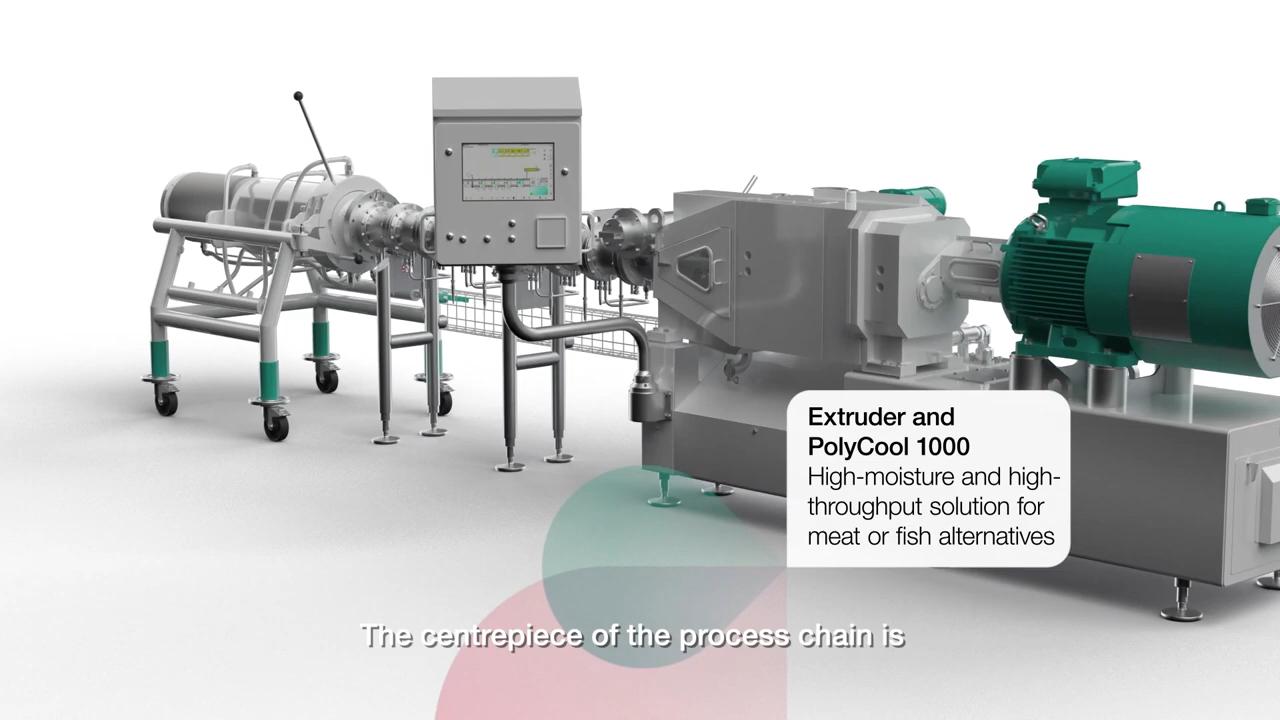 Extruder and
PolyCool 1000
High-moisture and high-
throughput solution for
meat or fish alternatives
The centrepiece of the process chain is